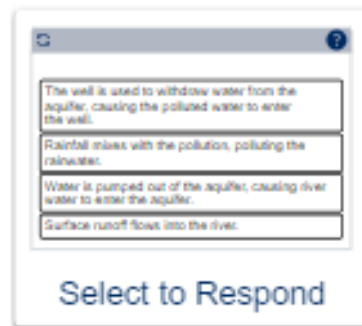 ?
The well is used to withdraw water from the
aquifer, causing the polluted water to enter
the well.
Rainfall mixes with the pollution, polluting the
rainwater.
Water is pumped out of the aquifer, causing river
water to enter the aquifer.
Surface runoff flows into the river.
Select to Respond